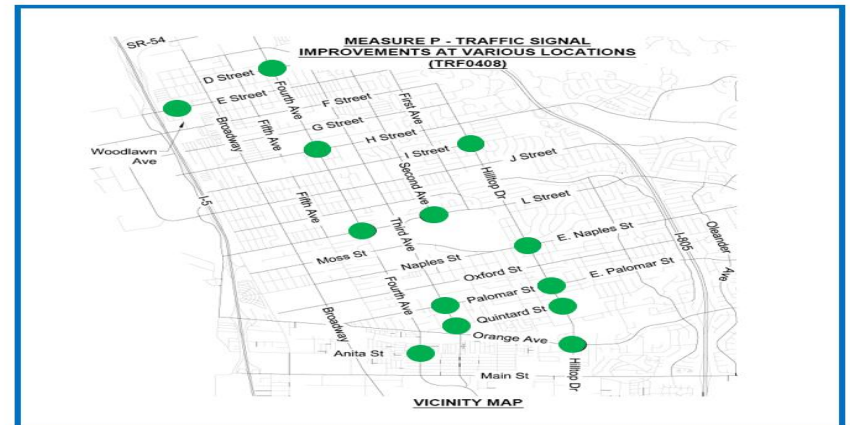 MEASURE P - TRAFFIC SIGNAL
IMPROVEMENTS AT VARIOUS LOCATIONS
(TRF0408)
SR-54
D Street
E Street
Fourth Ave
F Street
First Ave
G Street
Fifth Ave
Broadway
H Street
I Street
J Street
Woodlawn
Ave
Second Ave
Hilltop Dr
I-5
Fifth Ave
L Street
Third Ave
Moss St
Naples St
E. Naples St
I-805
Oleander
Ave
Oxford St
E. Palomar St
Fourth Ave
Palomar St
Quintard St
Broadway
Orange Ave
Anita St
Main St
Hilltop Dr
VICINITY MAP